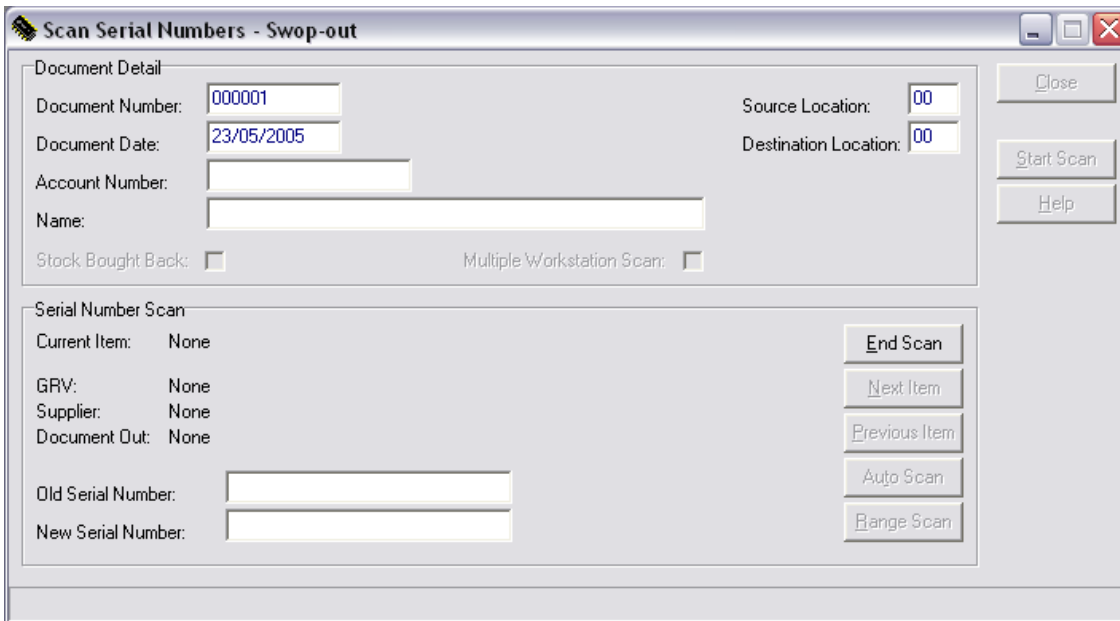 Scan Serial Numbers - Swop-out
Document Detail
Document Number: 000001
Source Location: 00
Close
Document Date: 23/05/2005
Destination Location: 00
Start Scan
Account Number:
Help
Name:
Stock Bought Back:
Multiple Workstation Scan:
Serial Number Scan
Current Item: None
End Scan
GRV: None
Next Item
Supplier: None
Document Out: None
Previous Item
Auto Scan
Old Serial Number:
Range Scan
New Serial Number: